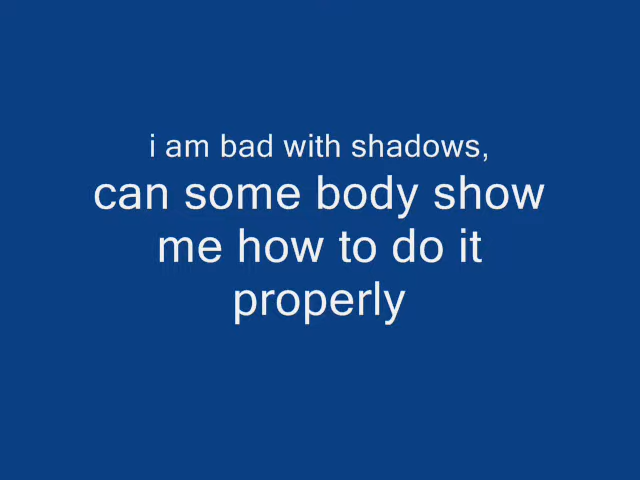 i am bad with shadows,
can some body show
me how to do it
properly